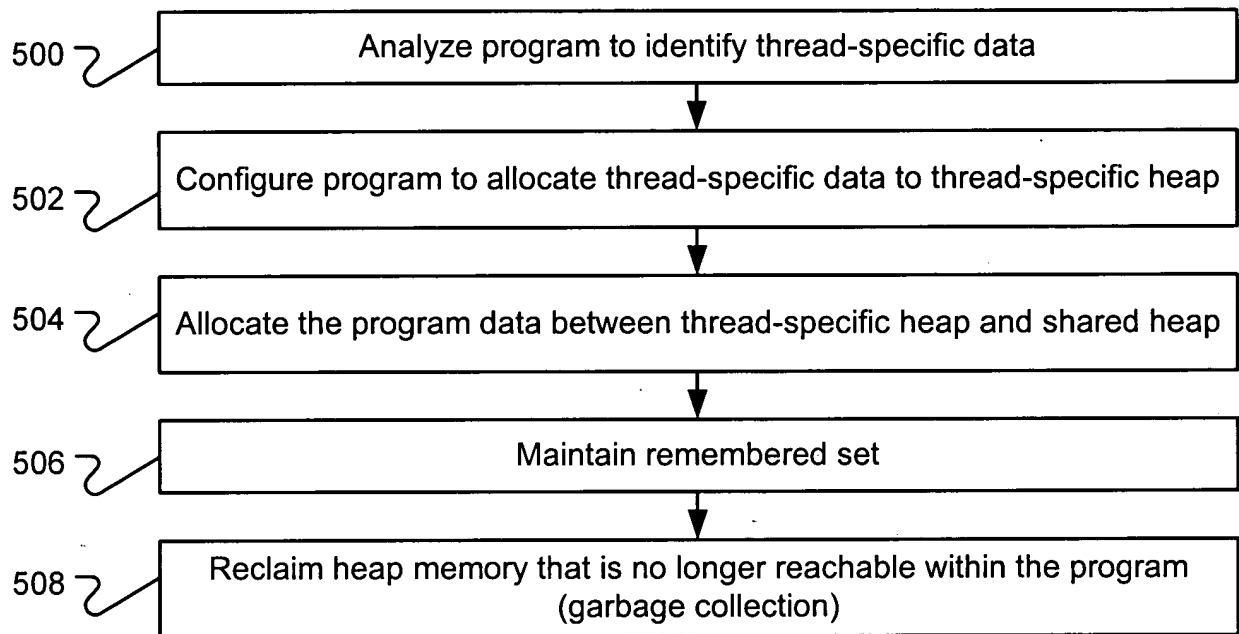 500
Analyze program to identify thread-specific data
502
Configure program to allocate thread-specific data to thread-specific heap
504
Allocate the program data between thread-specific heap and shared heap
506
Maintain remembered set
508
Reclaim heap memory that is no longer reachable within the program
(garbage collection)